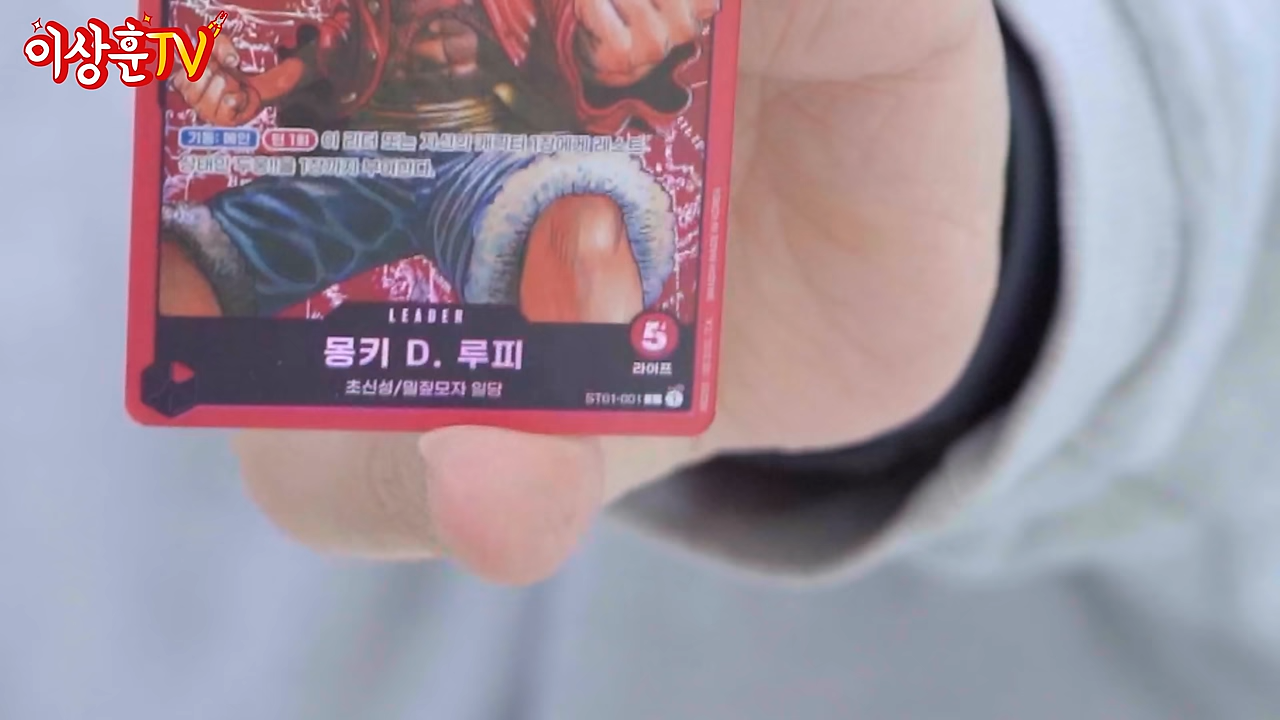 이상훈TV
기동: 메인 턴 1회 이 리더 또는 자신의 캐릭터 1장에게 레스트
상태의 두웅!!을 1장까지 부여한다.
LEADER
5
몽키 D. 루피
라이프
초신성/밀짚모자 일당
ST01-001
1